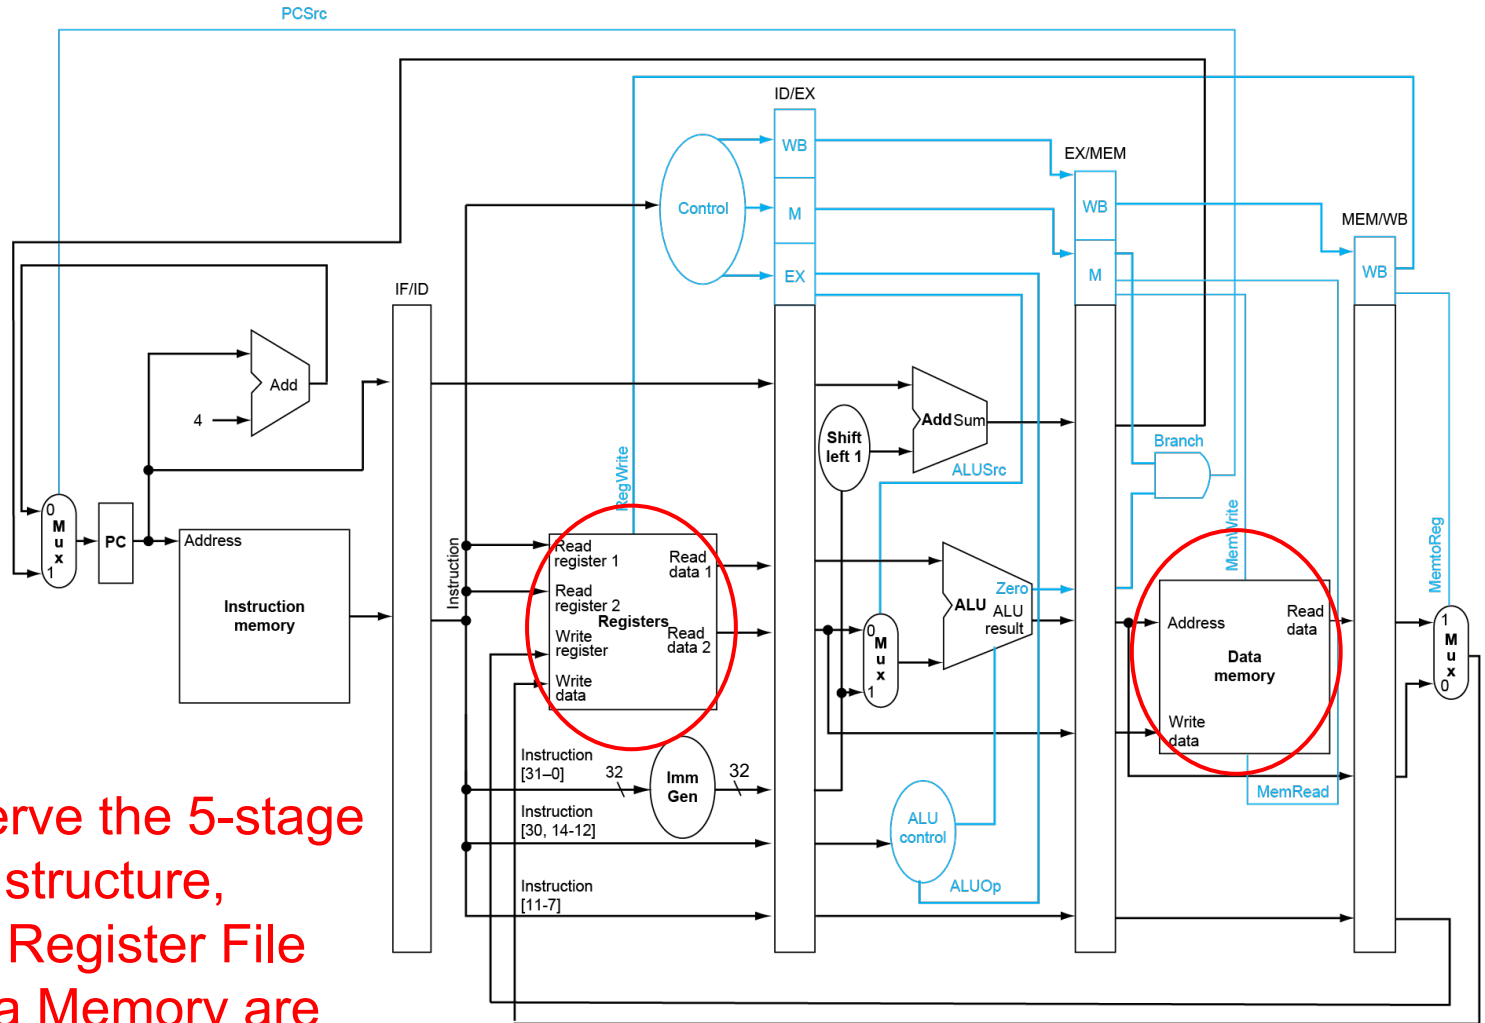 PCSrc
ID/EX
WB
EX/MEM
Control
WB
M
MEM/WB
M
EX
WB
IF/ID
Add
4
Add Sum
Shift
left 1
Branch
ALUSrc
RegWrite
MemWrite
MemtoReg
0
M
u
x
1
PC
Address
Instruction
memory
Instruction
Read
register 1
Read
data 1
Read
register 2
Registers
Write
register
Read
data 2
Write
data
Zero
ALU
ALU
result
0
M
u
x
1
Address
Read
data
Data
memory
Write
data
1
M
u
x
0
Instruction
[31–0]
32
Imm
Gen
32
MemRead
Instruction
[30, 14-12]
ALU
control
Instruction
[11-7]
ALUOp
erve the 5-stage
structure,
Register File
a Memory are